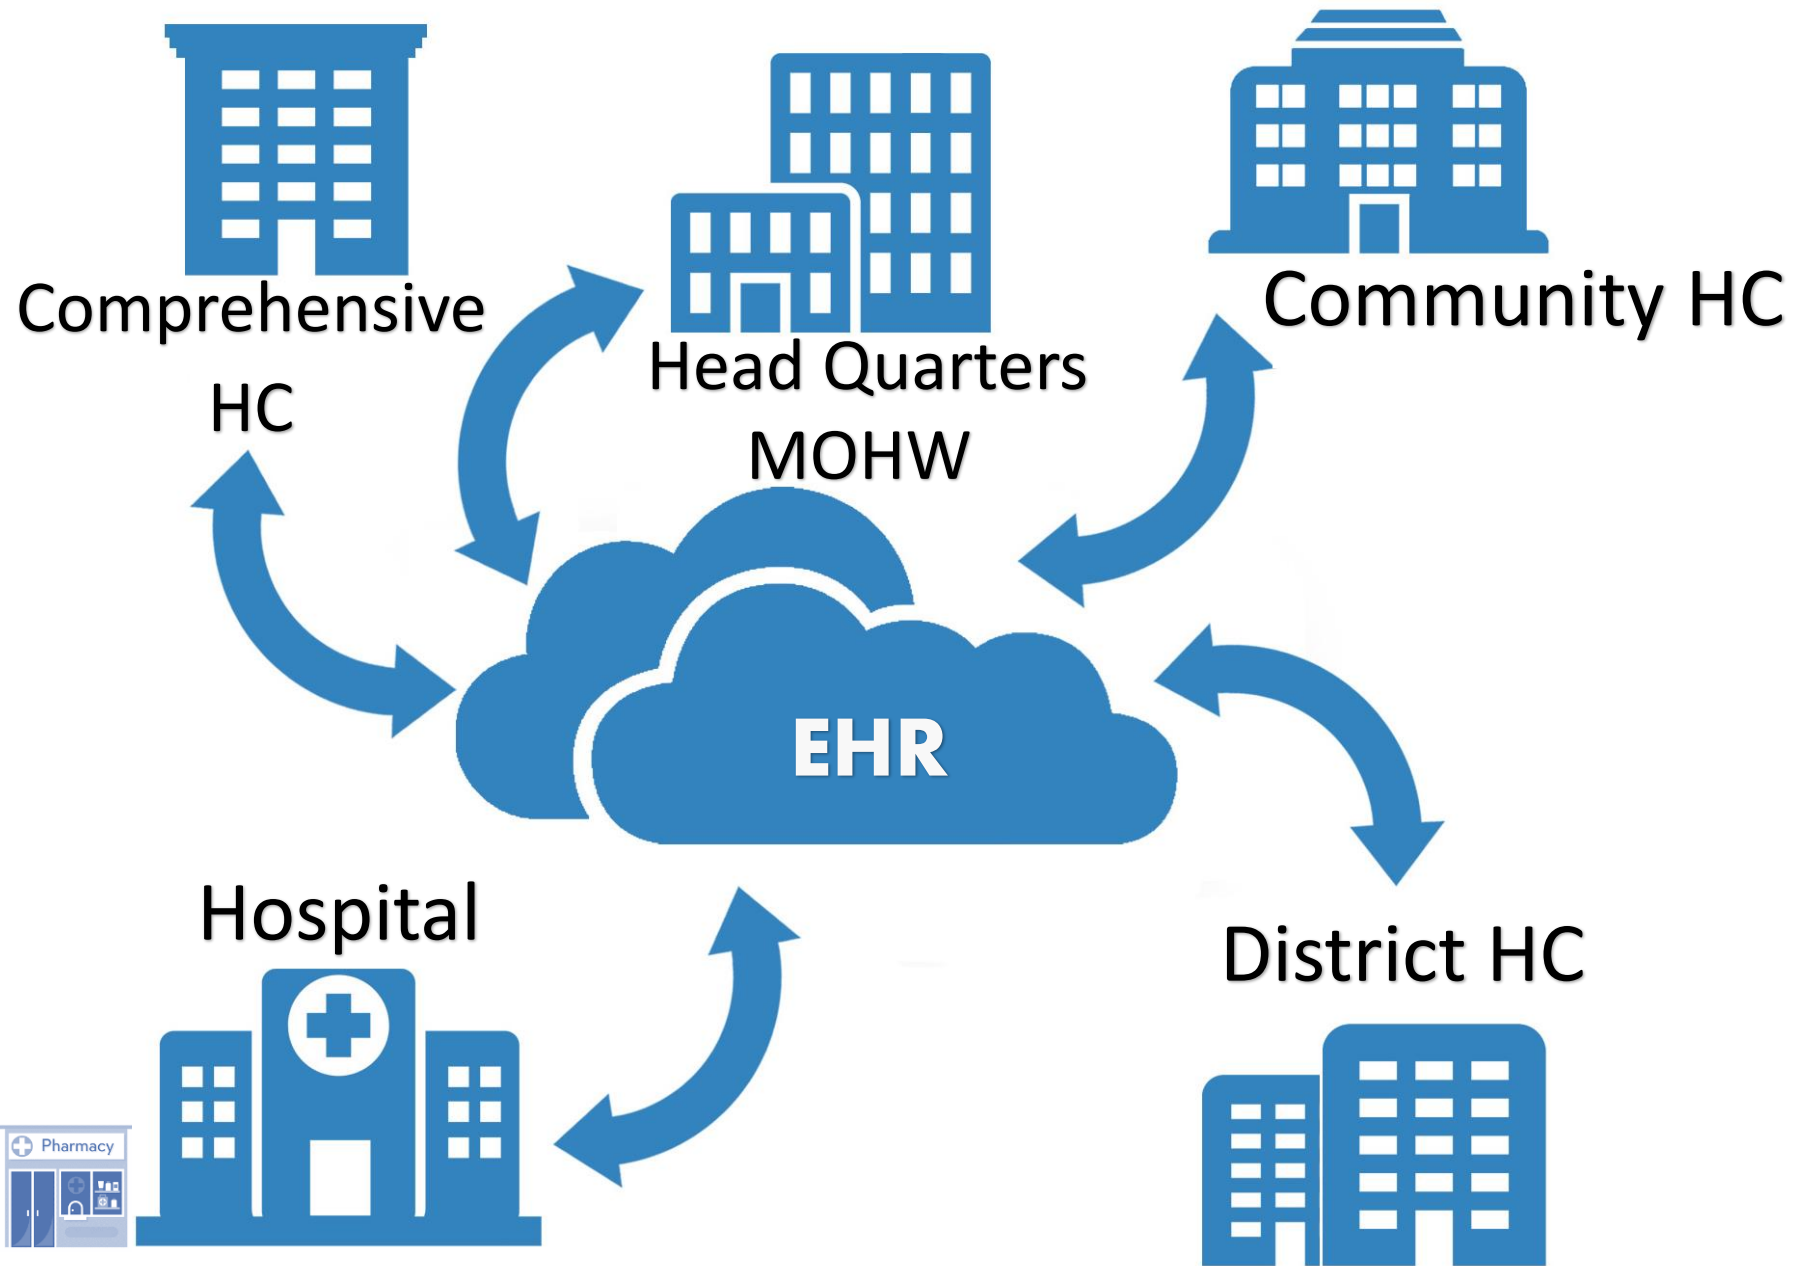 Comprehensive
HC
Head Quarters
MOHW
Community HC
EHR
Hospital
District HC
Pharmacy